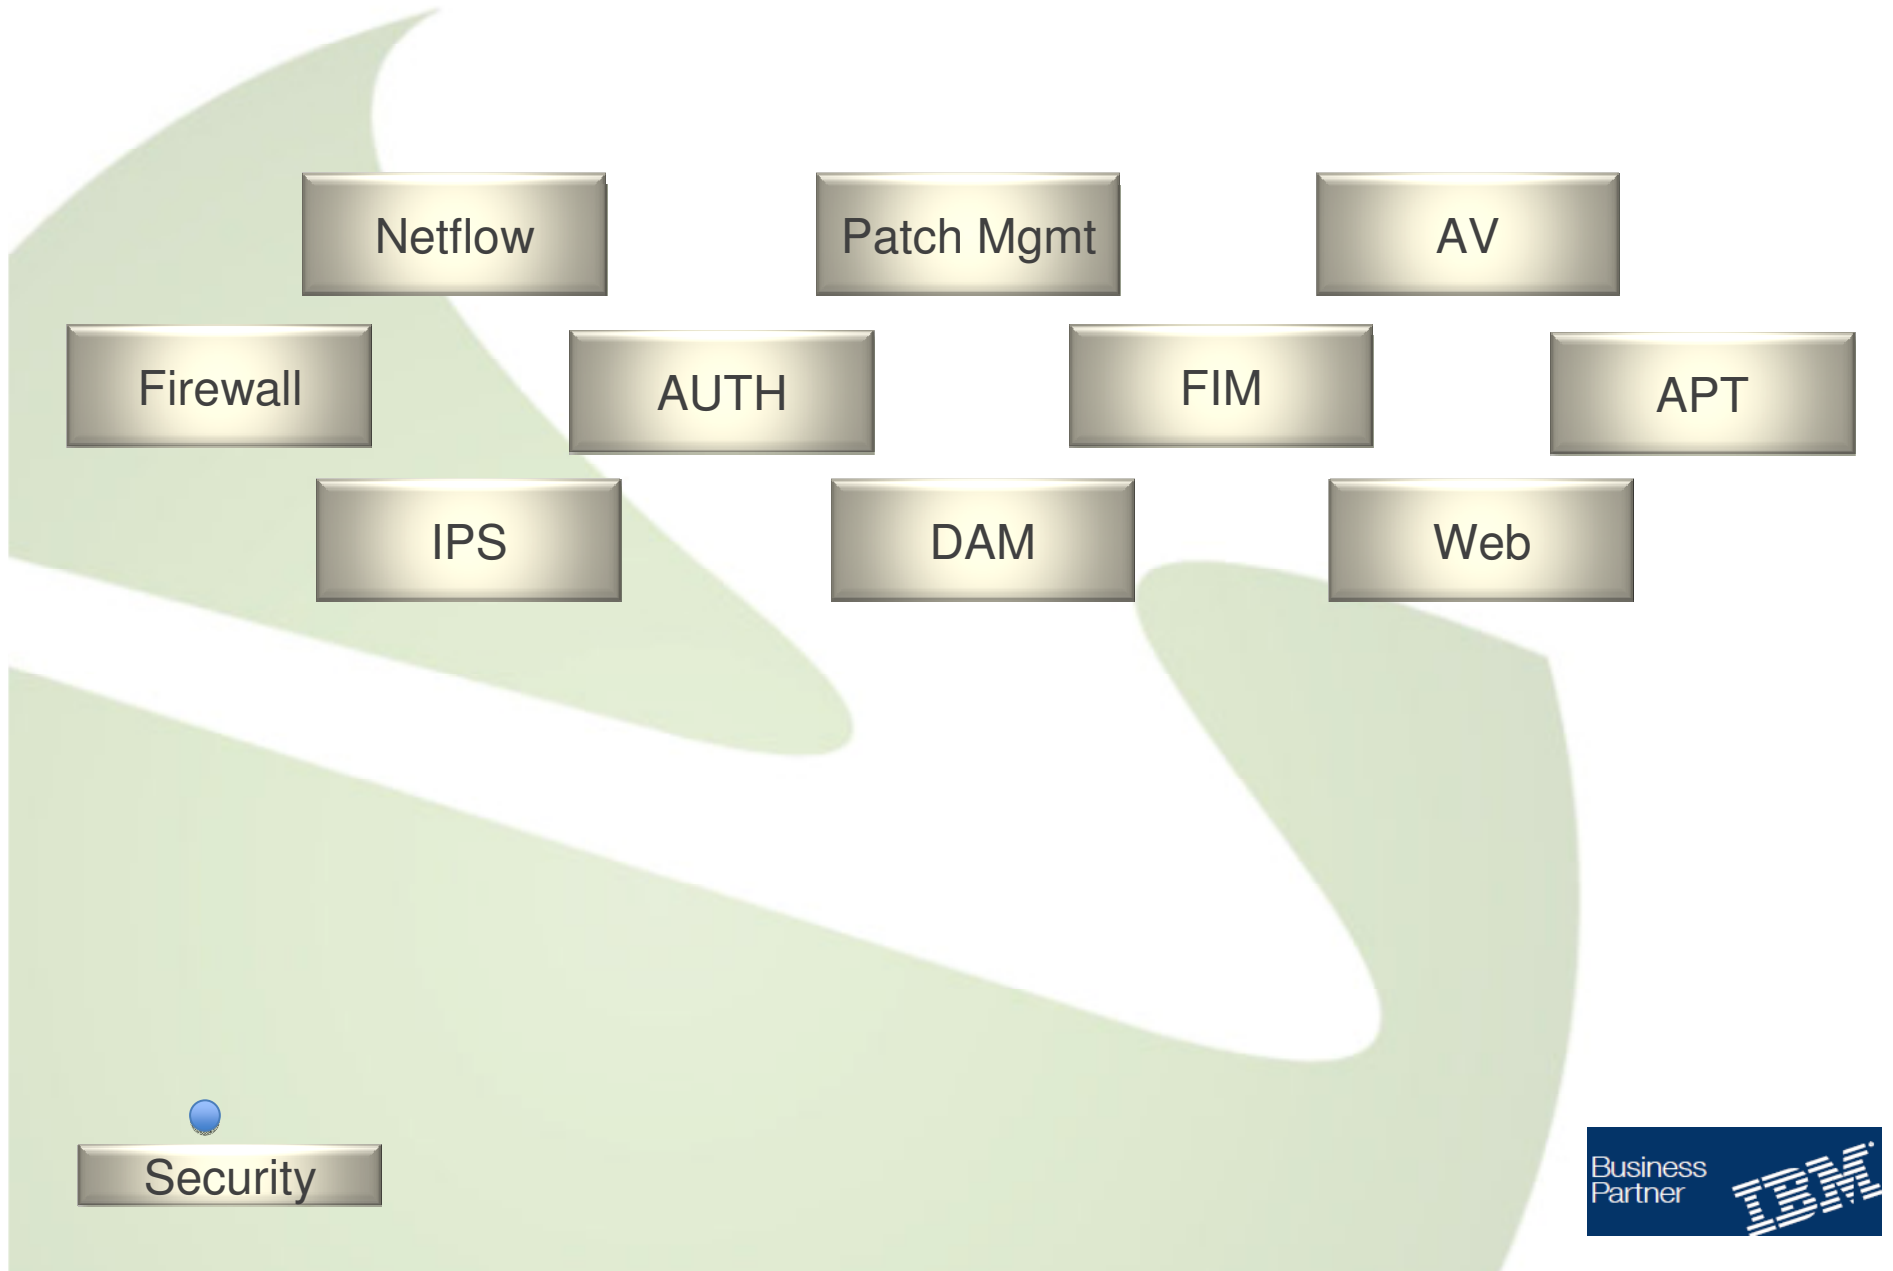 Netflow
Patch Mgmt
AV
Firewall
AUTH
FIM
APT
IPS
DAM
Web
Security
Business
Partner
IBM